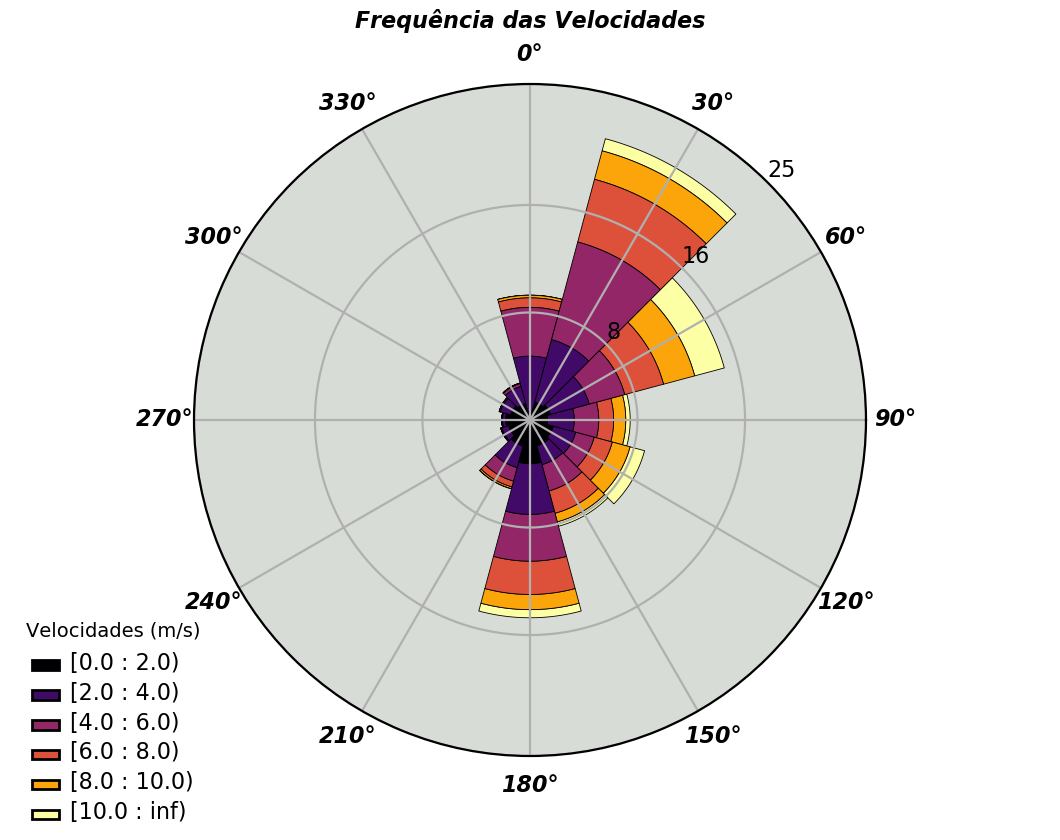 Frequência das Velocidades
0°
330°
30°
25
300°
60°
16
8
270°
90°
240°
120°
210°
150°
180°
Velocidades (m/s)
[0.0 : 2.0)
[2.0 : 4.0)
[4.0 : 6.0)
[6.0 : 8.0)
[8.0 : 10.0)
[10.0 : inf)